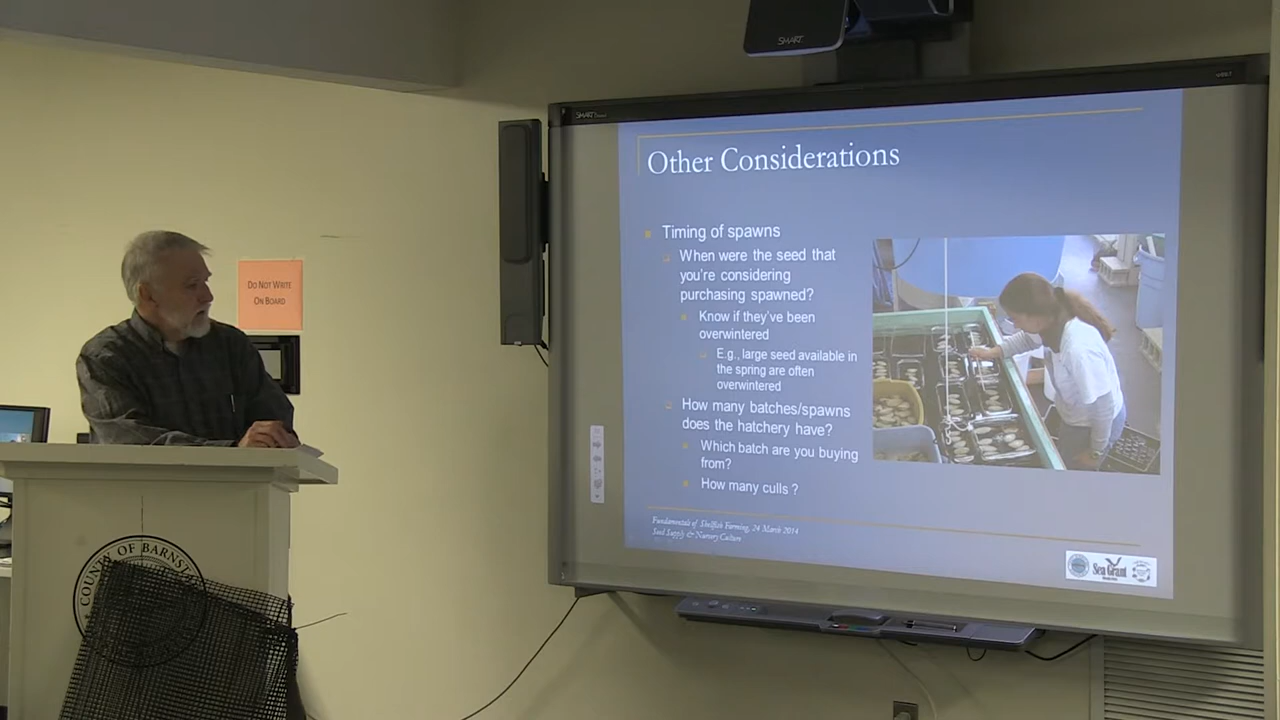 SMART
SMART Board
Other Considerations
Timing of spawns
When were the seed that
you're considering
purchasing spawned?
Know if they've been
overwintered
E.g., large seed available in
the spring are often
overwintered
How many batches/spawns
does the hatchery have?
Which batch are you buying
from?
How many culls ?
Fundamentals of Shellfish Farming, 24 March 2014
Seed Supply & Nursery Culture
Sea Grant
DO NOT WRITE
ON BOARD
COUNTY OF BARNST